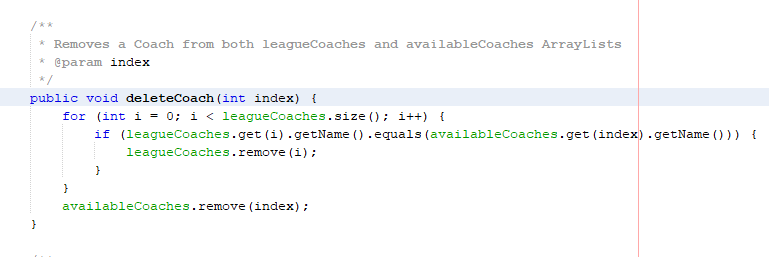 /**
 * Removes a Coach from both leagueCoaches and availableCoaches ArrayLists
 * @param index
 */
public void deleteCoach(int index) {
    for (int i = 0; i < leagueCoaches.size(); i++) {
        if (leagueCoaches.get(i).getName().equals(availableCoaches.get(index).getName())) {
            leagueCoaches.remove(i);
        }
    }
    availableCoaches.remove(index);
}